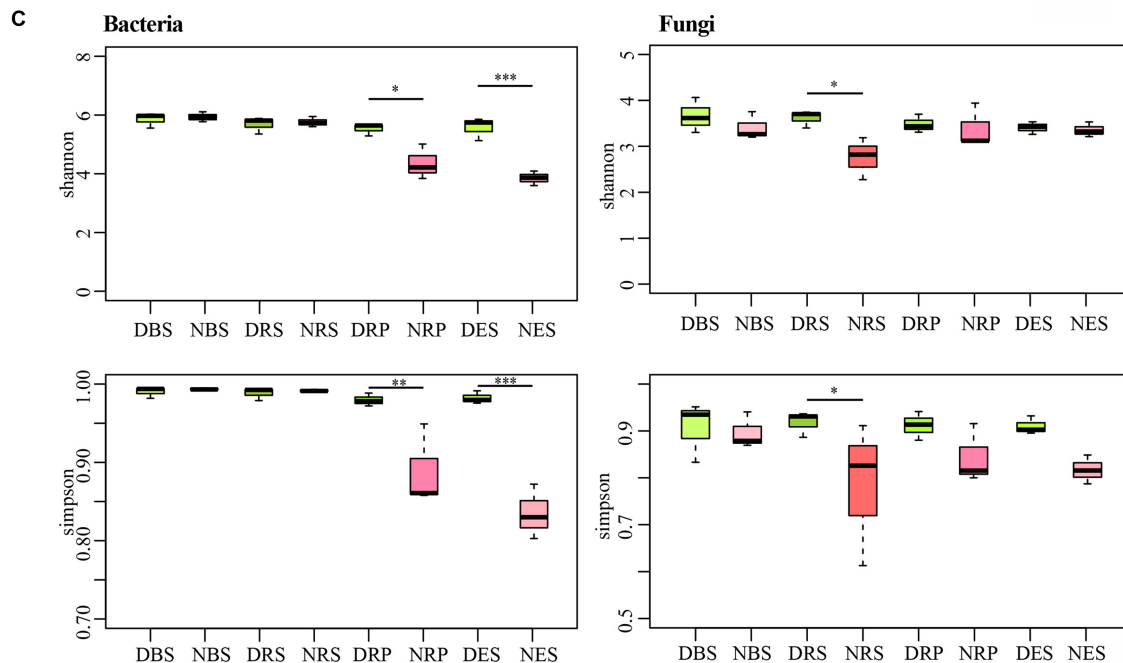 C
Bacteria
Fungi
shannon
8
6
4
2
0
*
***
DBS NBS DRS NRS DRP NRP DES NES
shannon
5
4
3
2
1
0
*
DBS NBS DRS NRS DRP NRP DES NES
simpson
1.00
0.90
0.80
0.70
**
***
DBS NBS DRS NRS DRP NRP DES NES
simpson
0.9
0.7
0.5
*
DBS NBS DRS NRS DRP NRP DES NES